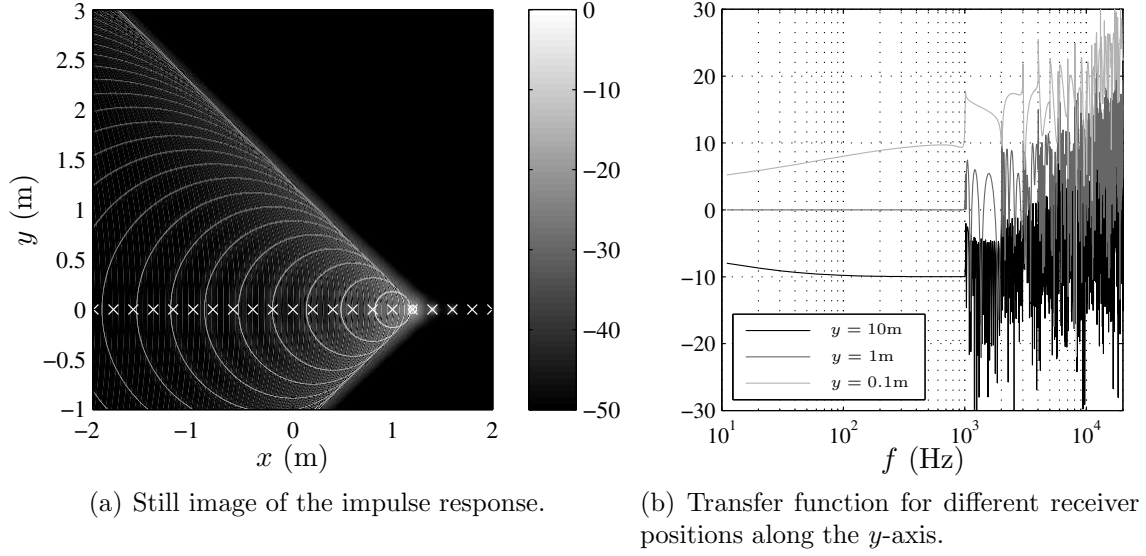 3
2.5
2
1.5
1
0.5
0
−0.5
−1
y (m)
−2 −1 0 1 2
x (m)
0
−10
−20
−30
−40
−50
(a) Still image of the impulse response.
30
20
10
0
−10
−20
−30
y = 10m
y = 1m
y = 0.1m
10^1 10^2 10^3 10^4
f (Hz)
(b) Transfer function for different receiver
positions along the y-axis.